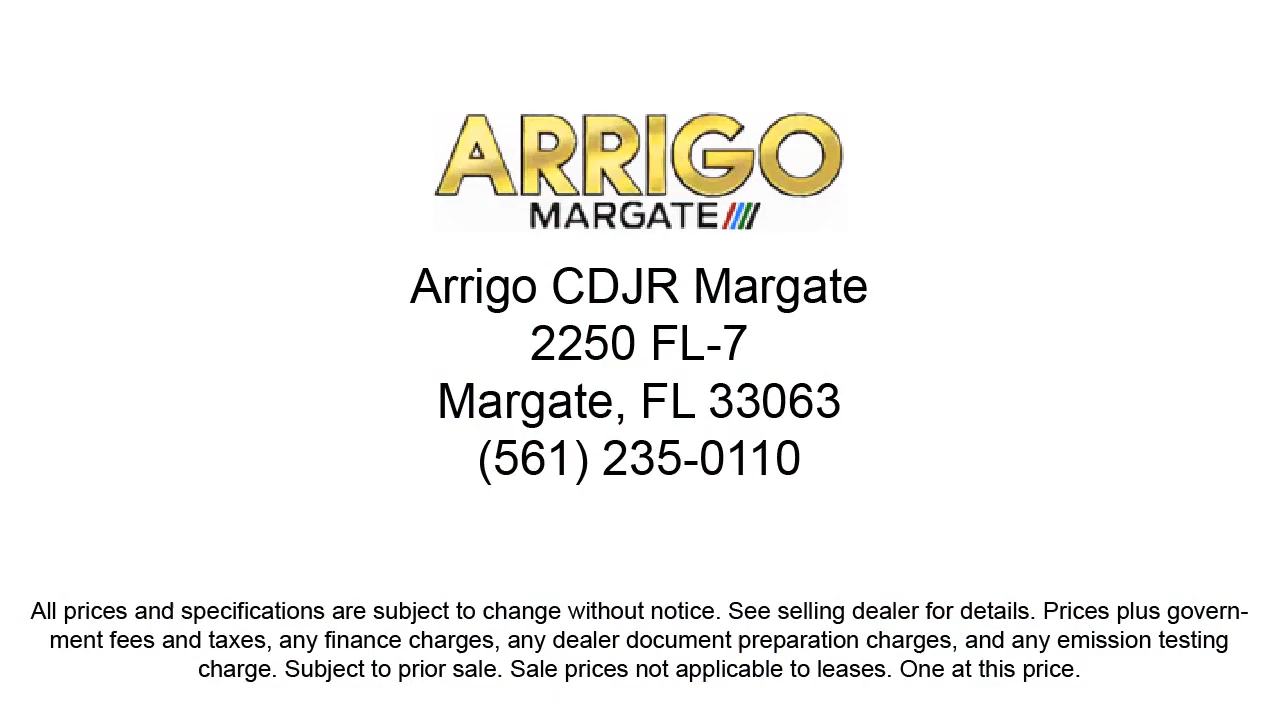 ARRIGO
MARGATE
Arrigo CDJR Margate
2250 FL-7
Margate, FL 33063
(561) 235-0110
All prices and specifications are subject to change without notice. See selling dealer for details. Prices plus govern-
ment fees and taxes, any finance charges, any dealer document preparation charges, and any emission testing
charge. Subject to prior sale. Sale prices not applicable to leases. One at this price.